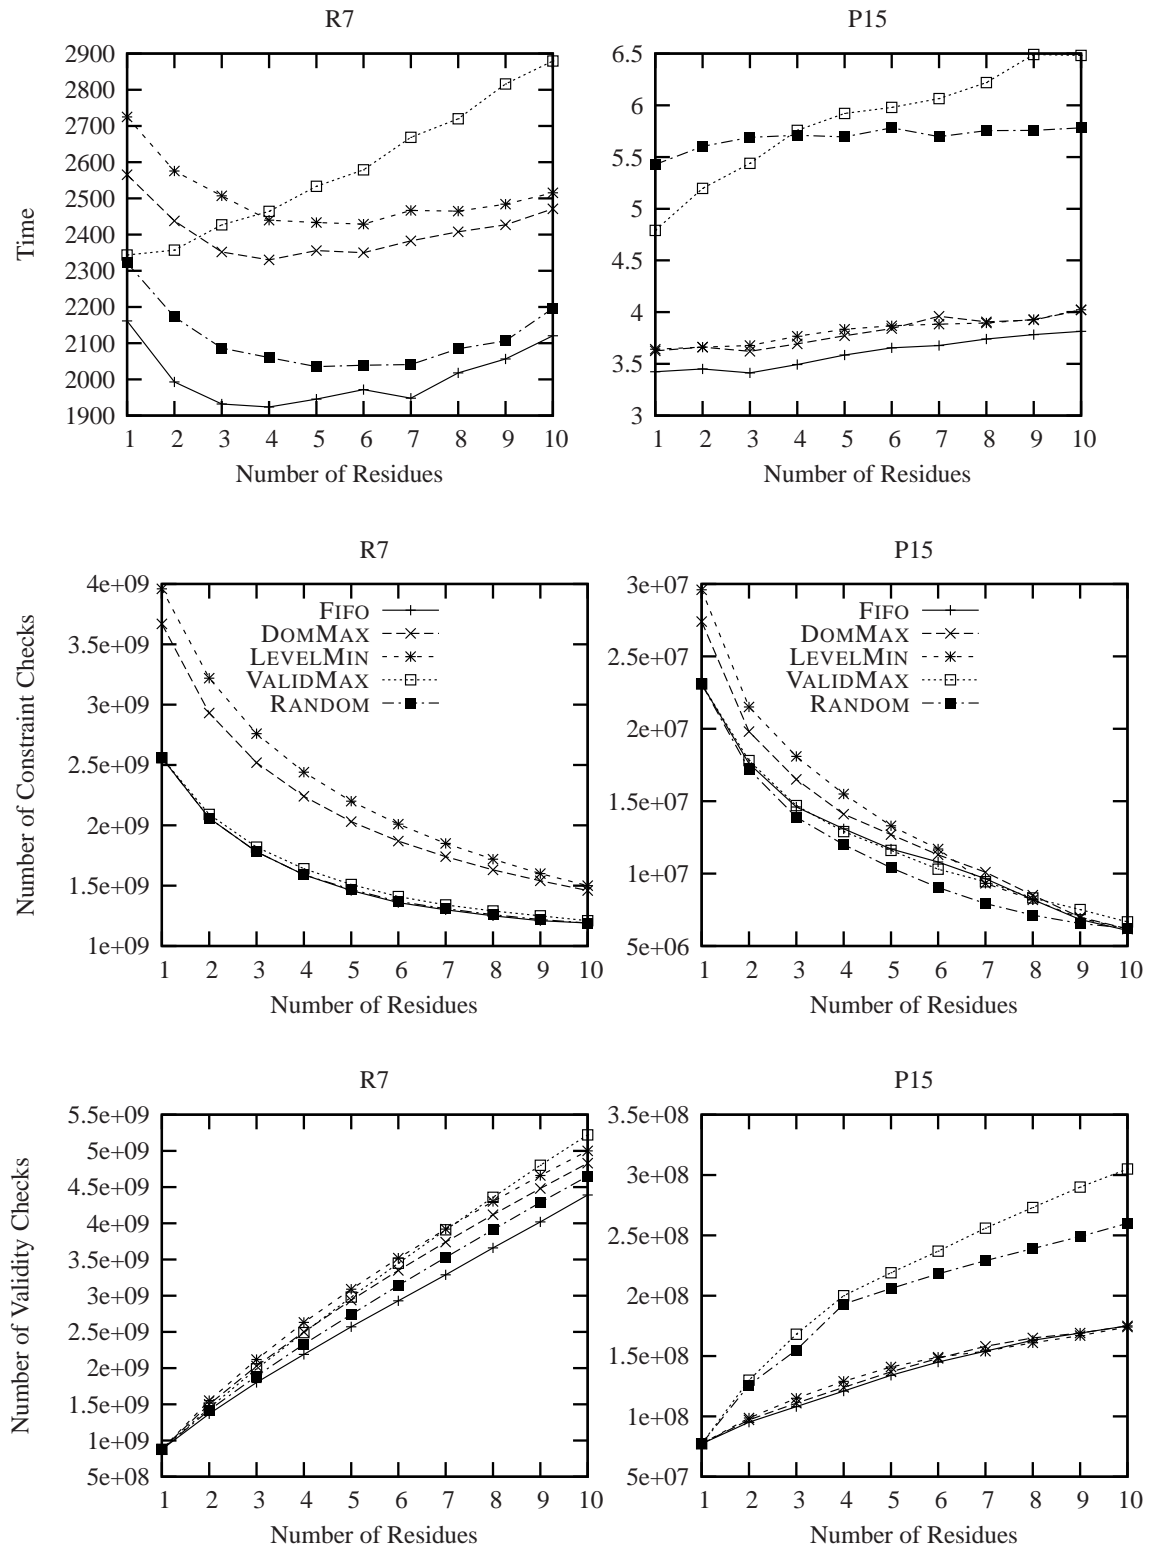 R7
2900
2800
2700
2600
2500
2400
2300
2200
2100
2000
1900
Time
1 2 3 4 5 6 7 8 9 10
Number of Residues
P15
6.5
6
5.5
5
4.5
4
3.5
3
1 2 3 4 5 6 7 8 9 10
Number of Residues
R7
4e+09
3.5e+09
3e+09
2.5e+09
2e+09
1.5e+09
1e+09
Number of Constraint Checks
FIFO
DOMMAX
LEVELMIN
VALIDMAX
RANDOM
1 2 3 4 5 6 7 8 9 10
Number of Residues
P15
3e+07
2.5e+07
2e+07
1.5e+07
1e+07
5e+06
FIFO
DOMMAX
LEVELMIN
VALIDMAX
RANDOM
1 2 3 4 5 6 7 8 9 10
Number of Residues
R7
5.5e+09
5e+09
4.5e+09
4e+09
3.5e+09
3e+09
2.5e+09
2e+09
1.5e+09
1e+09
5e+08
Number of Validity Checks
1 2 3 4 5 6 7 8 9 10
Number of Residues
P15
3.5e+08
3e+08
2.5e+08
2e+08
1.5e+08
1e+08
5e+07
1 2 3 4 5 6 7 8 9 10
Number of Residues